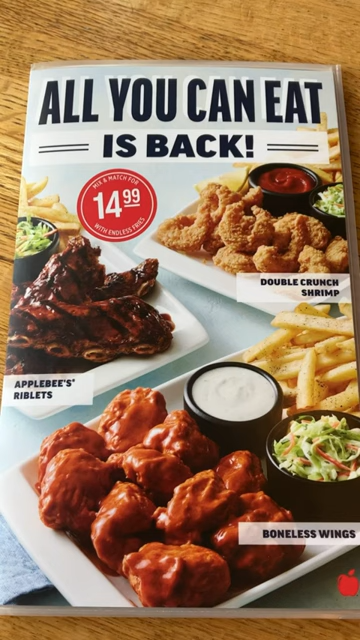 ALL YOU CAN EAT
IS BACK!
MIX & MATCH FOR
14.99
WITH ENDLESS FRIES
DOUBLE CRUNCH
SHRIMP
APPLEBEE'S®
RIBLETS
BONELESS WINGS